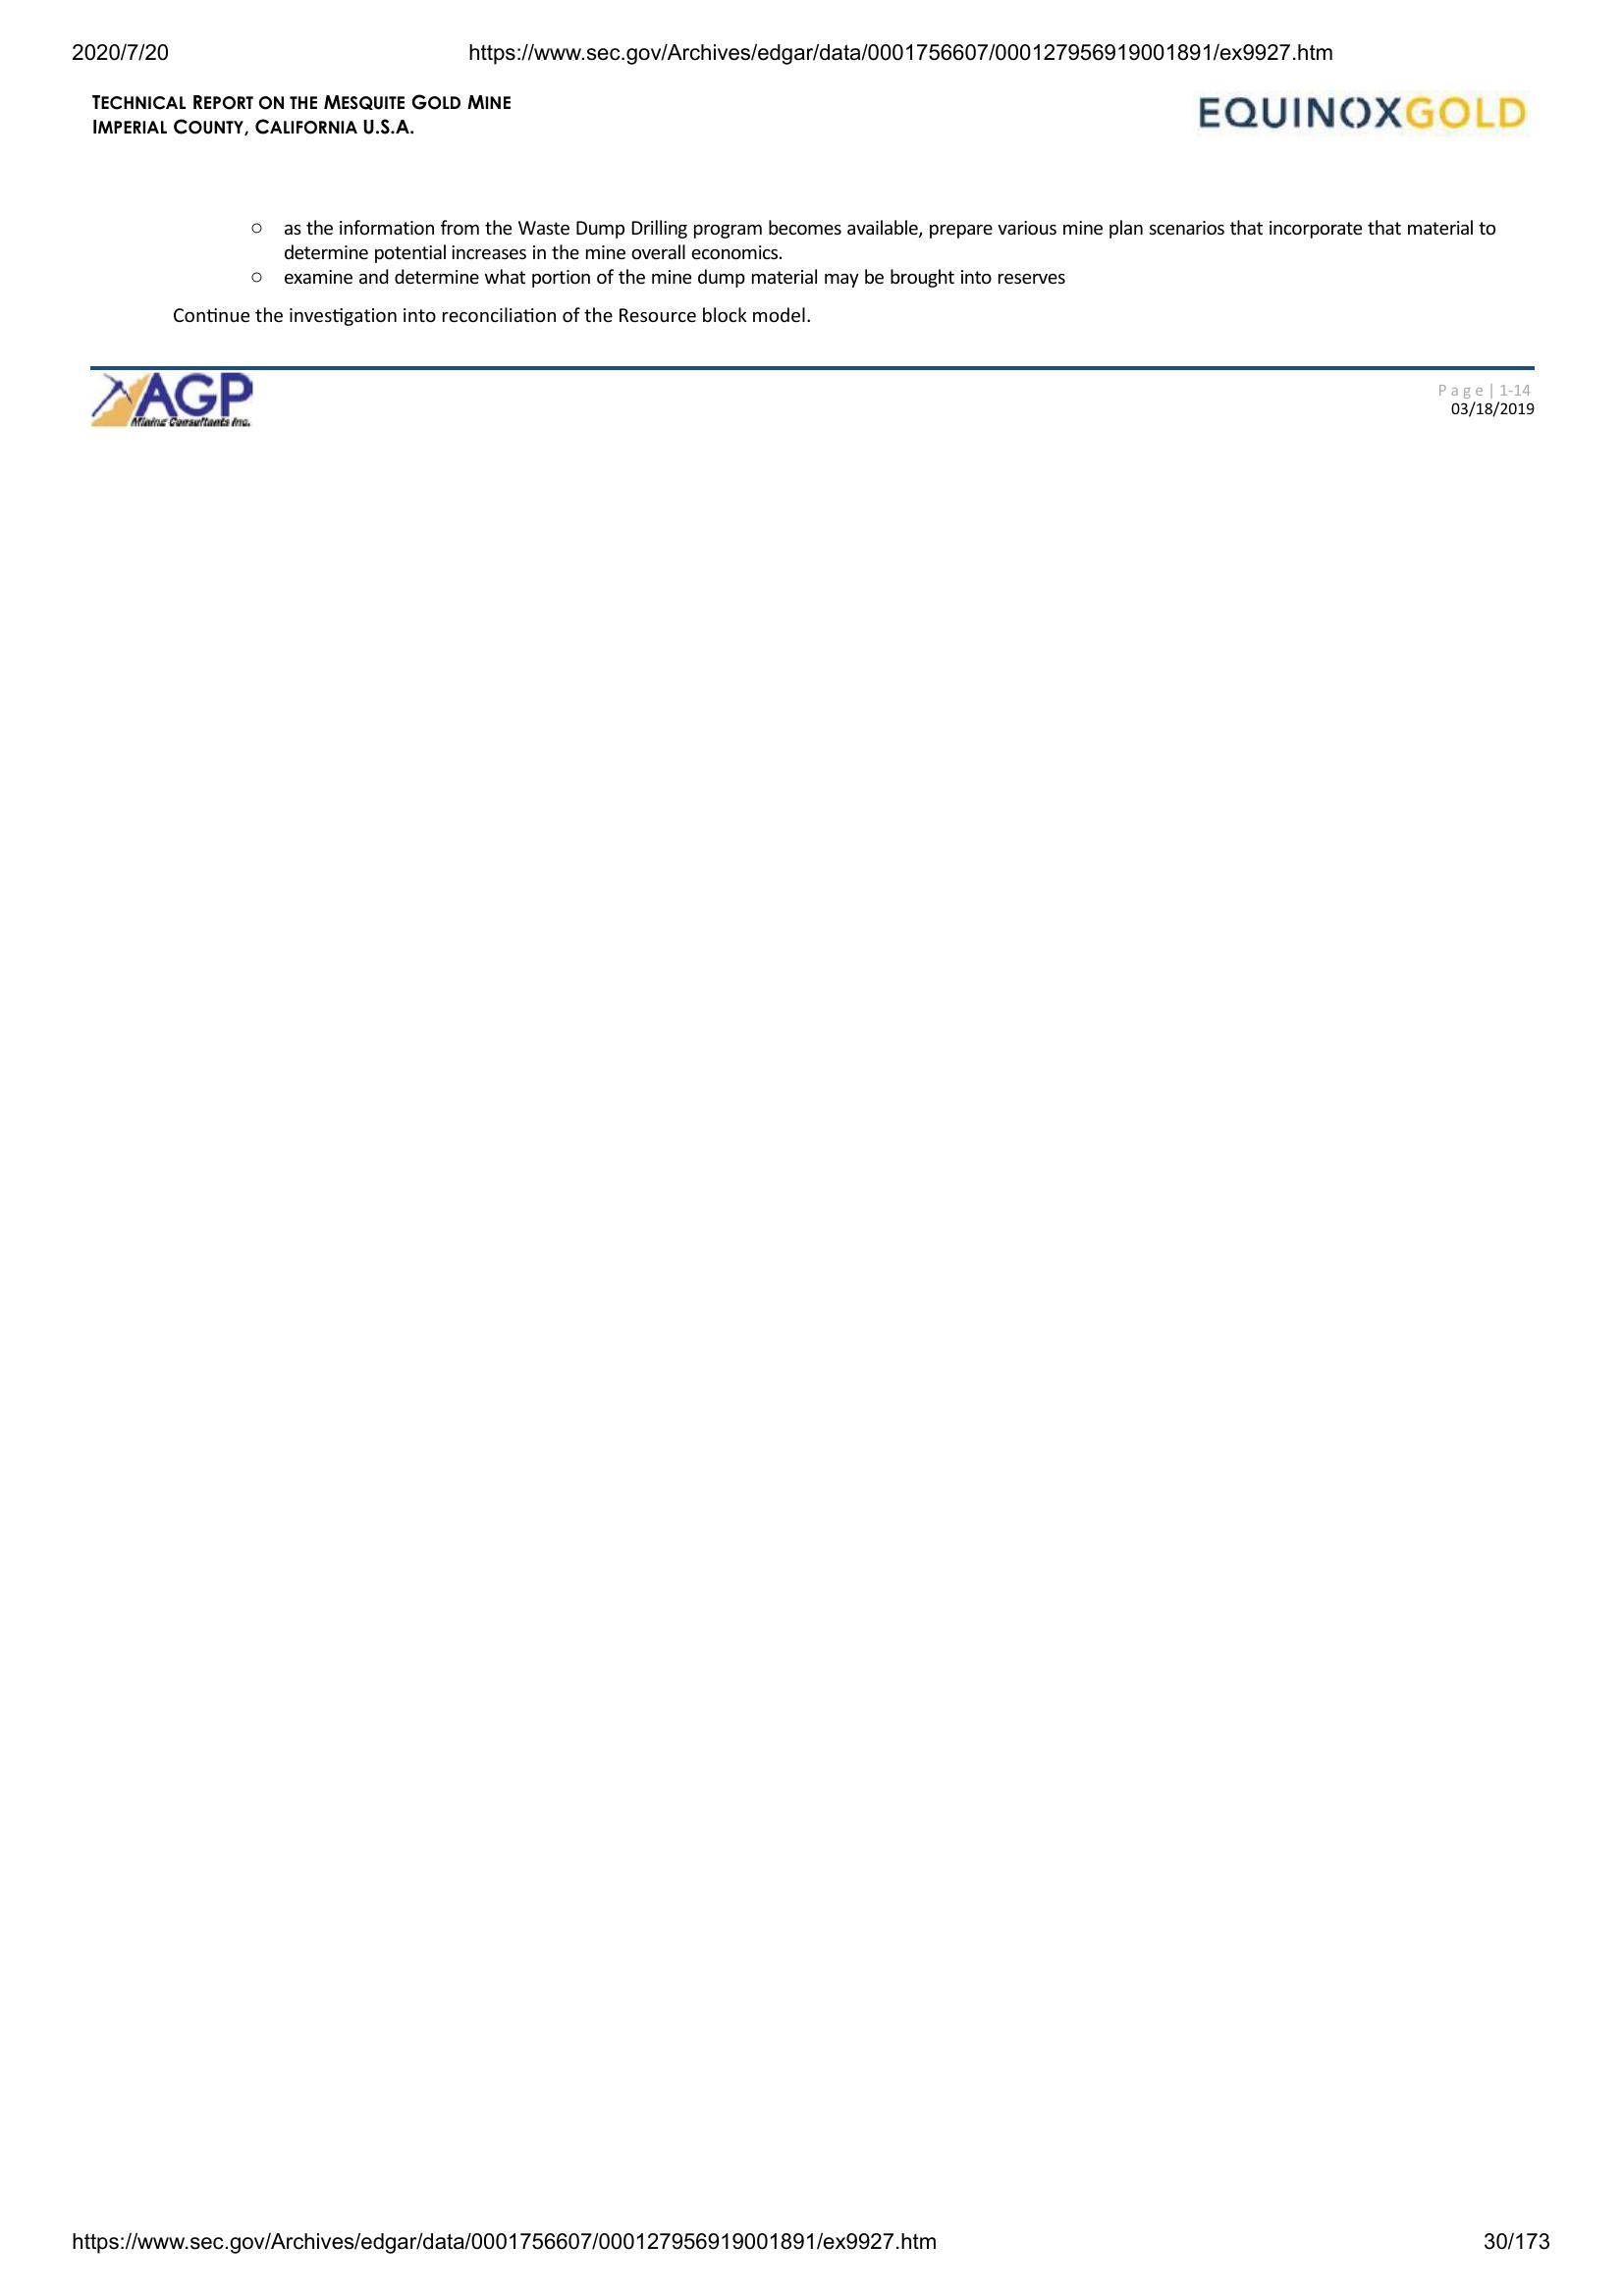 2020/7/20 https://www.sec.gov/Archives/edgar/data/0001756607/000127956919001891/ex9927.htm
TECHNICAL REPORT ON THE MESQUITE GOLD MINE
IMPERIAL COUNTY, CALIFORNIA U.S.A.
EQUINOXGOLD
○ as the information from the Waste Dump Drilling program becomes available, prepare various mine plan scenarios that incorporate that material to
determine potential increases in the mine overall economics.
○ examine and determine what portion of the mine dump material may be brought into reserves
Continue the investigation into reconciliation of the Resource block model.
AGP
Mining Consultants Inc.
Page | 1-14
03/18/2019
https://www.sec.gov/Archives/edgar/data/0001756607/000127956919001891/ex9927.htm 30/173